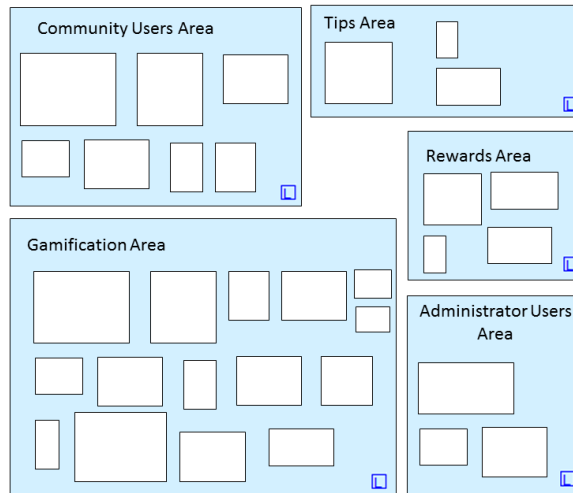 Community Users Area
Tips Area
L
L
Rewards Area
L
Gamification Area
L
Administrator Users
Area
L